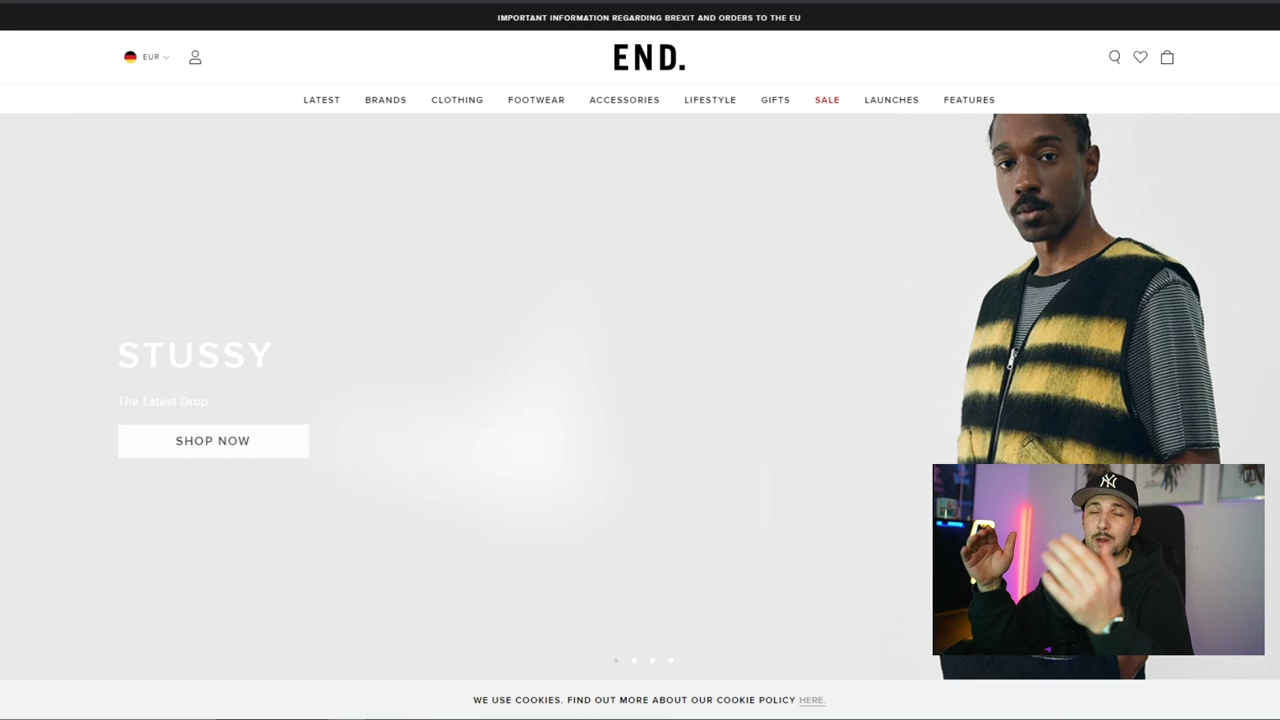 IMPORTANT INFORMATION REGARDING BREXIT AND ORDERS TO THE EU
EUR
END.
LATEST BRANDS CLOTHING FOOTWEAR ACCESSORIES LIFESTYLE GIFTS SALE LAUNCHES FEATURES
STUSSY
The Latest Drop.
SHOP NOW
NY
WE USE COOKIES. FIND OUT MORE ABOUT OUR COOKIE POLICY HERE.